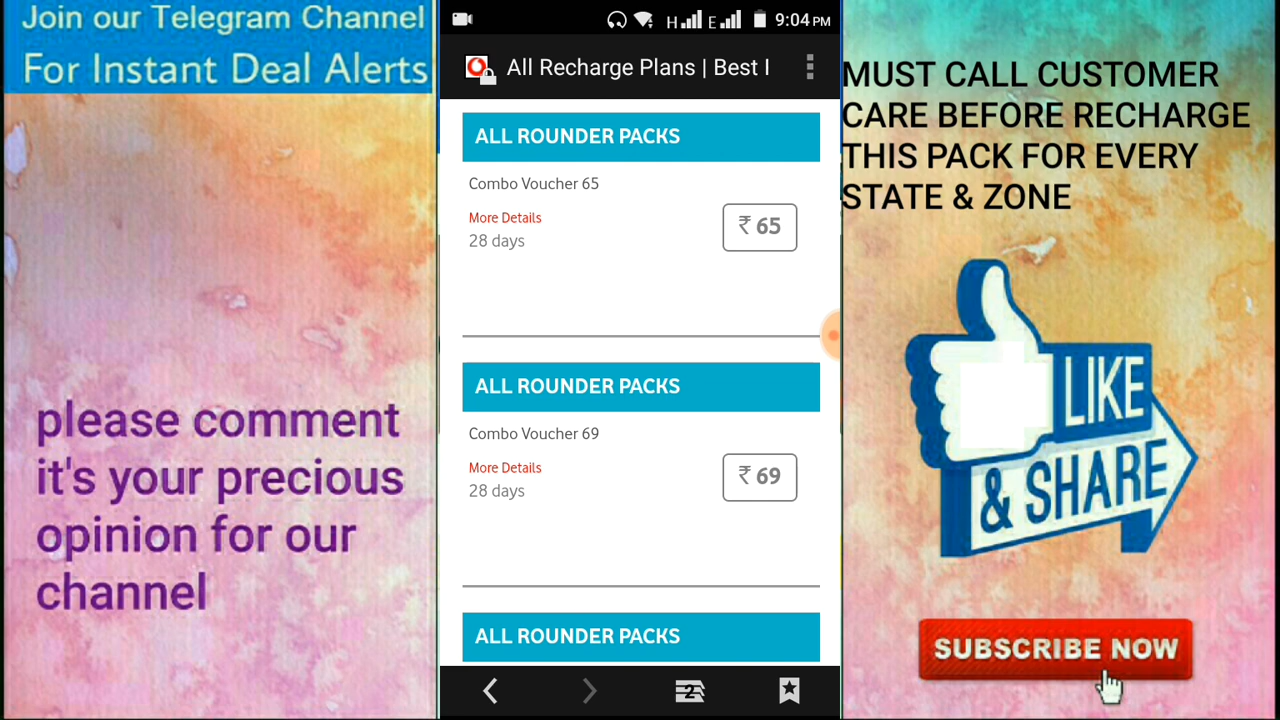 Join our Telegram Channel
For Instant Deal Alerts
please comment
it's your precious
opinion for our
channel
H E 9:04 PM
All Recharge Plans | Best I
ALL ROUNDER PACKS
Combo Voucher 65
More Details
28 days
₹ 65
ALL ROUNDER PACKS
Combo Voucher 69
More Details
28 days
₹ 69
ALL ROUNDER PACKS
2
MUST CALL CUSTOMER
CARE BEFORE RECHARGE
THIS PACK FOR EVERY
STATE & ZONE
LIKE
& SHARE
SUBSCRIBE NOW